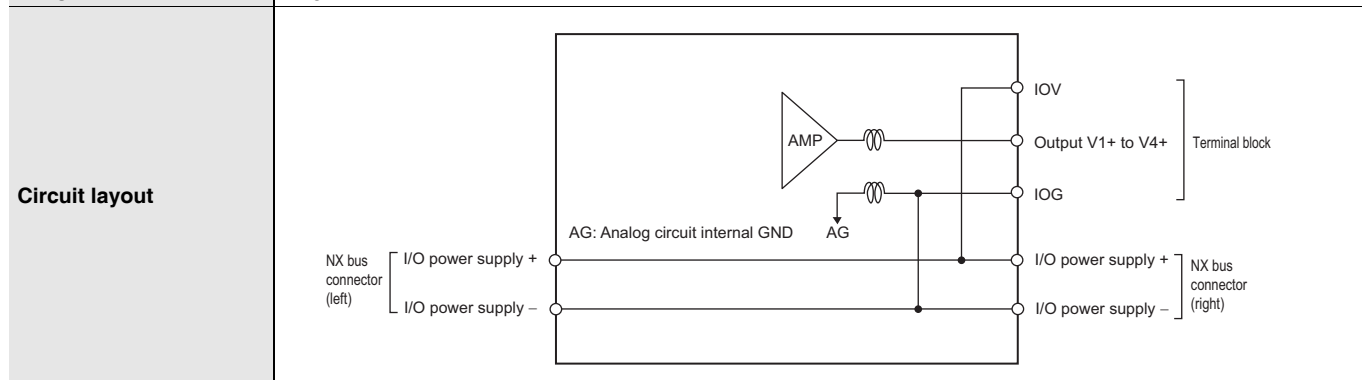 Circuit layout
IOV
AMP
Output V1+ to V4+
Terminal block
IOG
AG: Analog circuit internal GND
AG
NX bus
connector
(left)
I/O power supply +
I/O power supply −
I/O power supply +
I/O power supply −
NX bus
connector
(right)